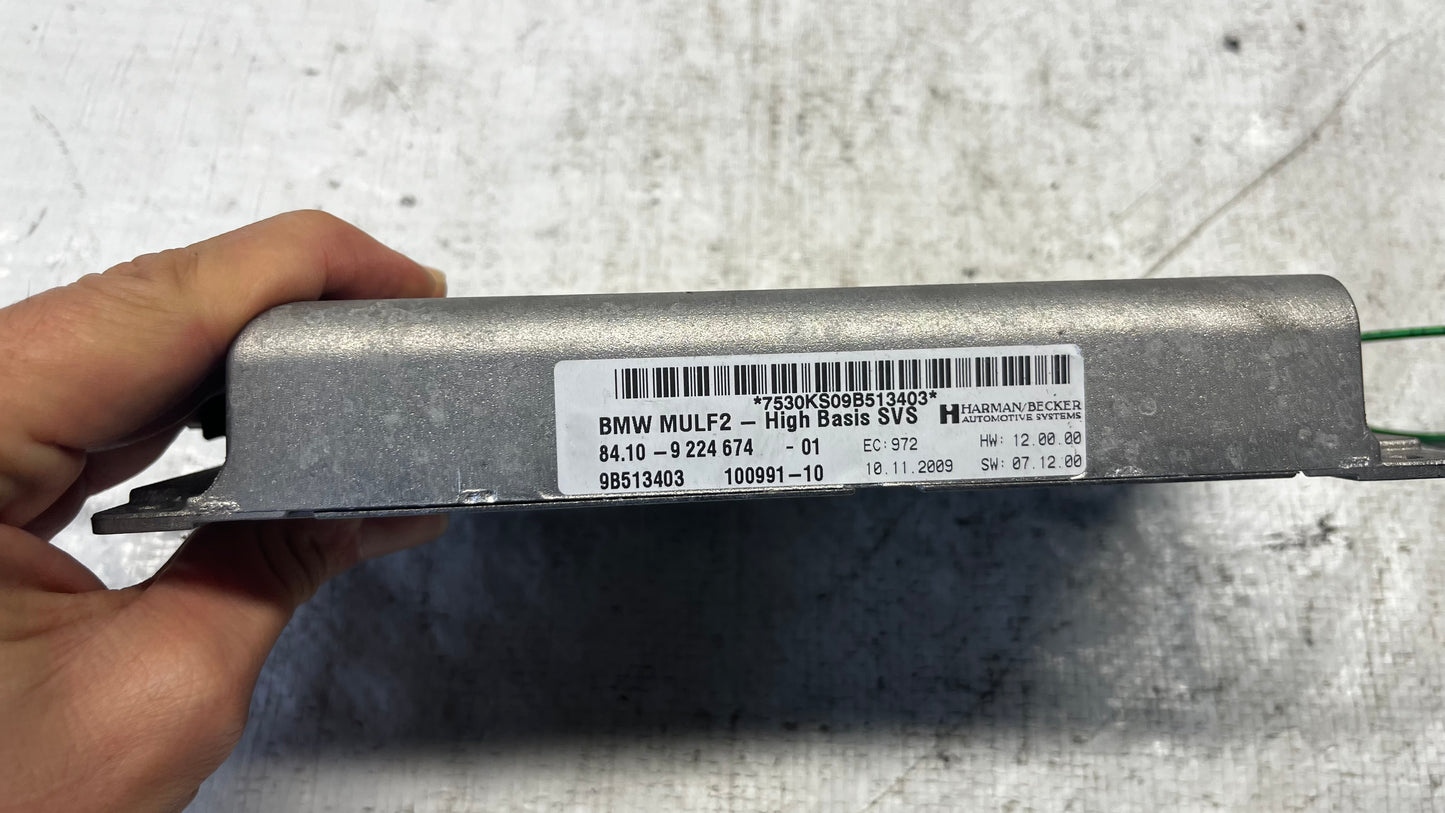 *7530KS09B513403*
BMW MULF2 – High Basis SVS
HARMAN/BECKER
AUTOMOTIVE SYSTEMS
84.10 – 9 224 674 - 01 EC: 972 HW: 12.00.00
9B513403 100991–10 10.11.2009 SW: 07.12.00